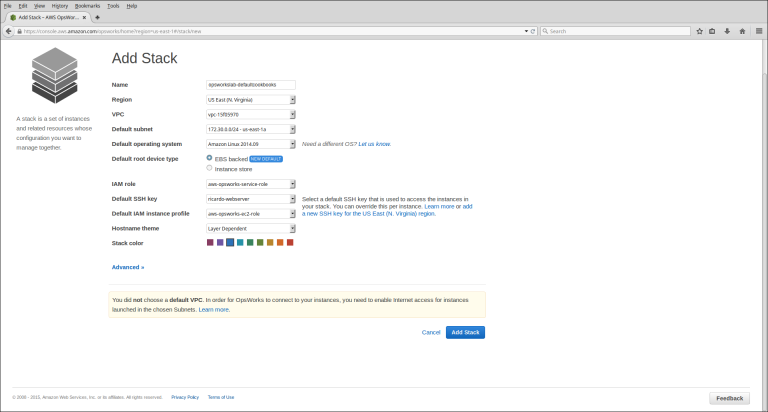 File Edit View History Bookmarks Tools Help
Add Stack – AWS OpsWor...
https://console.aws.amazon.com/opsworks/home?region=us-east-1#/stack/new
Search
Add Stack
Name opsworkslab-defaultcookbooks
Region US East (N. Virginia)
A stack is a set of instances
and related resources whose
configuration you want to
manage together.
VPC vpc-15f05970
Default subnet 172.30.0.0/24 - us-east-1a
Default operating system Amazon Linux 2014.09 Need a different OS? Let us know.
Default root device type EBS backed NEW DEFAULT
Instance store
IAM role aws-opsworks-service-role
Default SSH key ricardo-webserver
Select a default SSH key that is used to access the instances in
your stack. You can override this per instance. Learn more or add
a new SSH key for the US East (N. Virginia) region.
Default IAM instance profile aws-opsworks-ec2-role
Hostname theme Layer Dependent
Stack color
Advanced »
You did not choose a default VPC. In order for OpsWorks to connect to your instances, you need to enable Internet access for instances
launched in the chosen Subnets. Learn more.
Cancel Add Stack
© 2008 - 2015, Amazon Web Services, Inc. or its affiliates. All rights reserved. Privacy Policy Terms of Use
Feedback